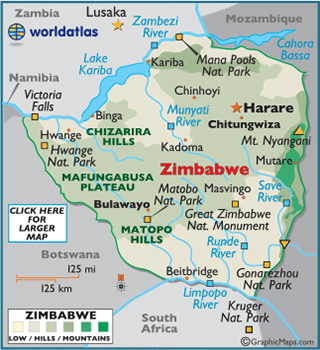 Zambia
Lusaka
Mozambique
worldatlas
Zambezi
River
Mana Pools
Nat. Park
Cahora
Bassa
Lake
Kariba
Kariba
Namibia
Victoria
Falls
Chinhoyi
Harare
Binga
Munyati
River
Chitungwiza
Mt. Nyangani
Hwange
CHIZARIRA
HILLS
Hwange
Nat. Park
Kadoma
Mutare
Zimbabwe
MAFUNGABUSA
PLATEAU
Matobo
Nat. Park
Masvingo
Save
River
Bulawayo
CLICK HERE
FOR
LARGER
MAP
Great Zimbabwe
Nat. Monument
MATOPO
HILLS
Runde
River
Botswana
125 mi
125 km
Beitbridge
Gonarezhou
Nat. Park
Limpopo
River
Kruger
Nat. Park
ZIMBABWE
LOW / HILLS / MOUNTAINS
South
Africa
©GraphicMaps.com